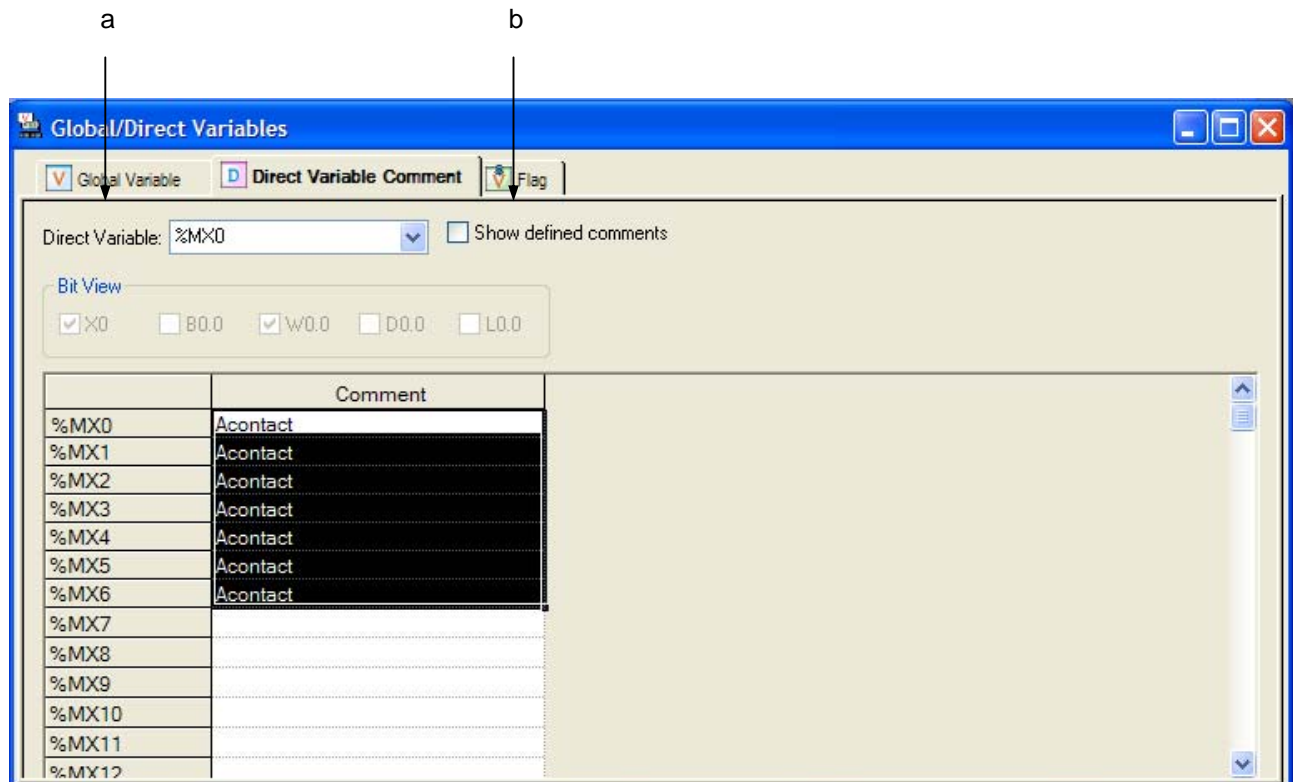 a b
Global/Direct Variables
V Global Variable D Direct Variable Comment V Flag
Direct Variable: %MX0 Show defined comments
Bit View
X0 B0.0 W0.0 D0.0 L0.0
Comment
%MX0 Acontact
%MX1 Acontact
%MX2 Acontact
%MX3 Acontact
%MX4 Acontact
%MX5 Acontact
%MX6 Acontact
%MX7
%MX8
%MX9
%MX10
%MX11
%MX12